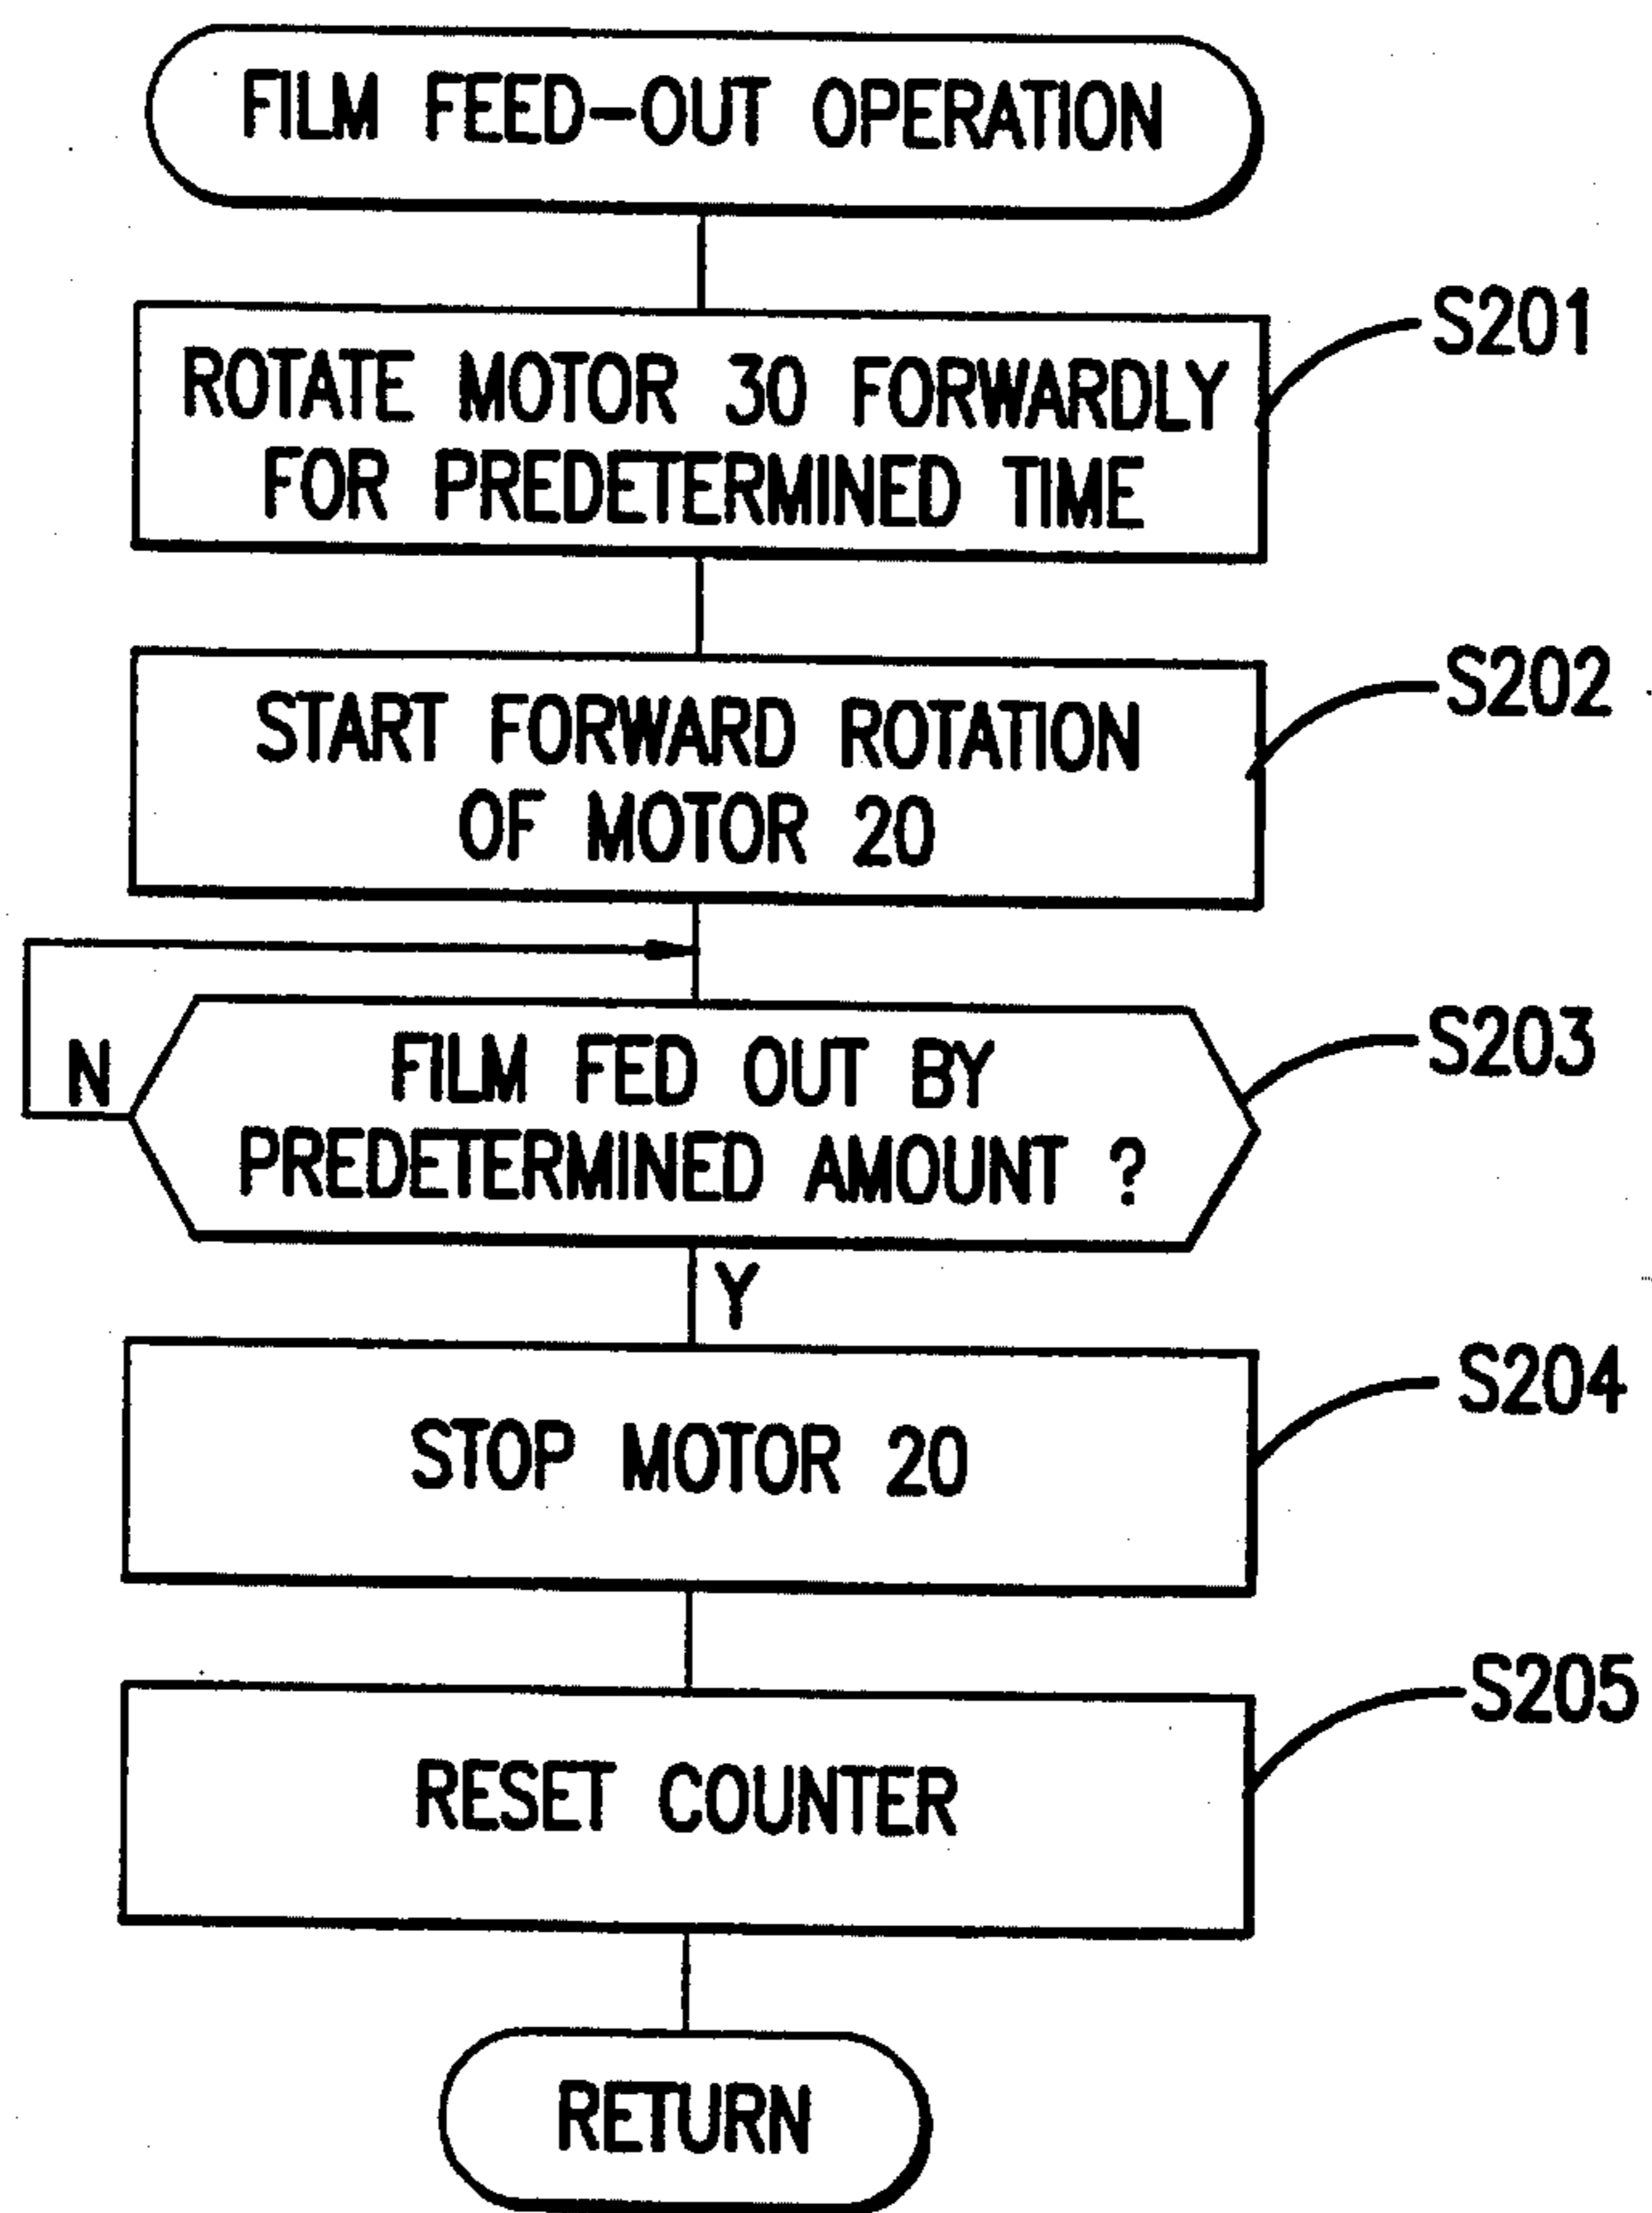 FILM FEED-OUT OPERATION
ROTATE MOTOR 30 FORWARDLY
FOR PREDETERMINED TIME
S201
START FORWARD ROTATION
OF MOTOR 20
S202
FILM FED OUT BY
PREDETERMINED AMOUNT ?
S203
N
Y
STOP MOTOR 20
S204
RESET COUNTER
S205
RETURN